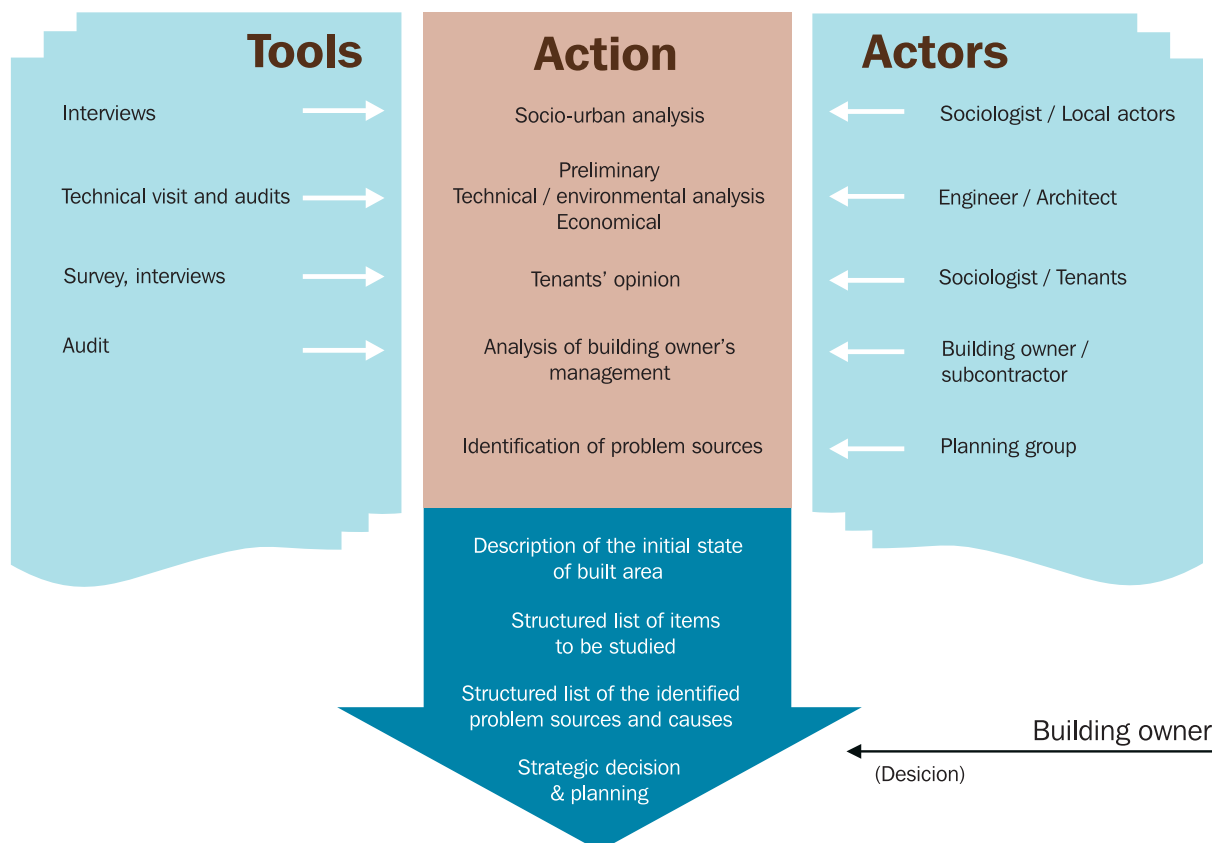 Tools
Interviews
Technical visit and audits
Survey, interviews
Audit
Action
Socio-urban analysis
Preliminary
Technical / environmental analysis
Economical
Tenants’ opinion
Analysis of building owner’s
management
Identification of problem sources
Description of the initial state
of built area
Structured list of items
to be studied
Structured list of the identified
problem sources and causes
Strategic decision
& planning
Actors
Sociologist / Local actors
Engineer / Architect
Sociologist / Tenants
Building owner /
subcontractor
Planning group
Building owner
(Desicion)